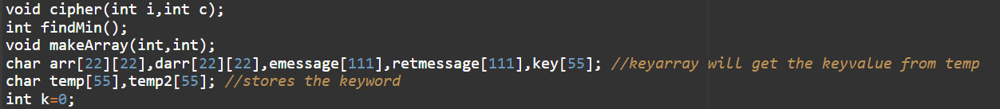 void cipher(int i,int c);
int findMin();
void makeArray(int,int);
char arr[22][22],darr[22][22],emessage[111],retmessage[111],key[55]; //keyarray will get the keyvalue from temp
char temp[55],temp2[55]; //stores the keyword
int k=0;